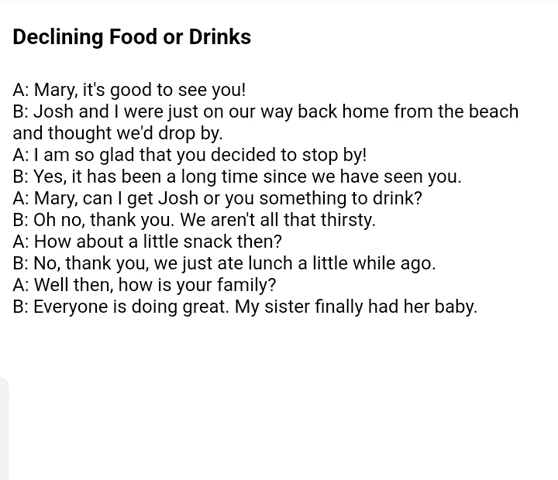 Declining Food or Drinks
A: Mary, it's good to see you!
B: Josh and I were just on our way back home from the beach
and thought we'd drop by.
A: I am so glad that you decided to stop by!
B: Yes, it has been a long time since we have seen you.
A: Mary, can I get Josh or you something to drink?
B: Oh no, thank you. We aren't all that thirsty.
A: How about a little snack then?
B: No, thank you, we just ate lunch a little while ago.
A: Well then, how is your family?
B: Everyone is doing great. My sister finally had her baby.